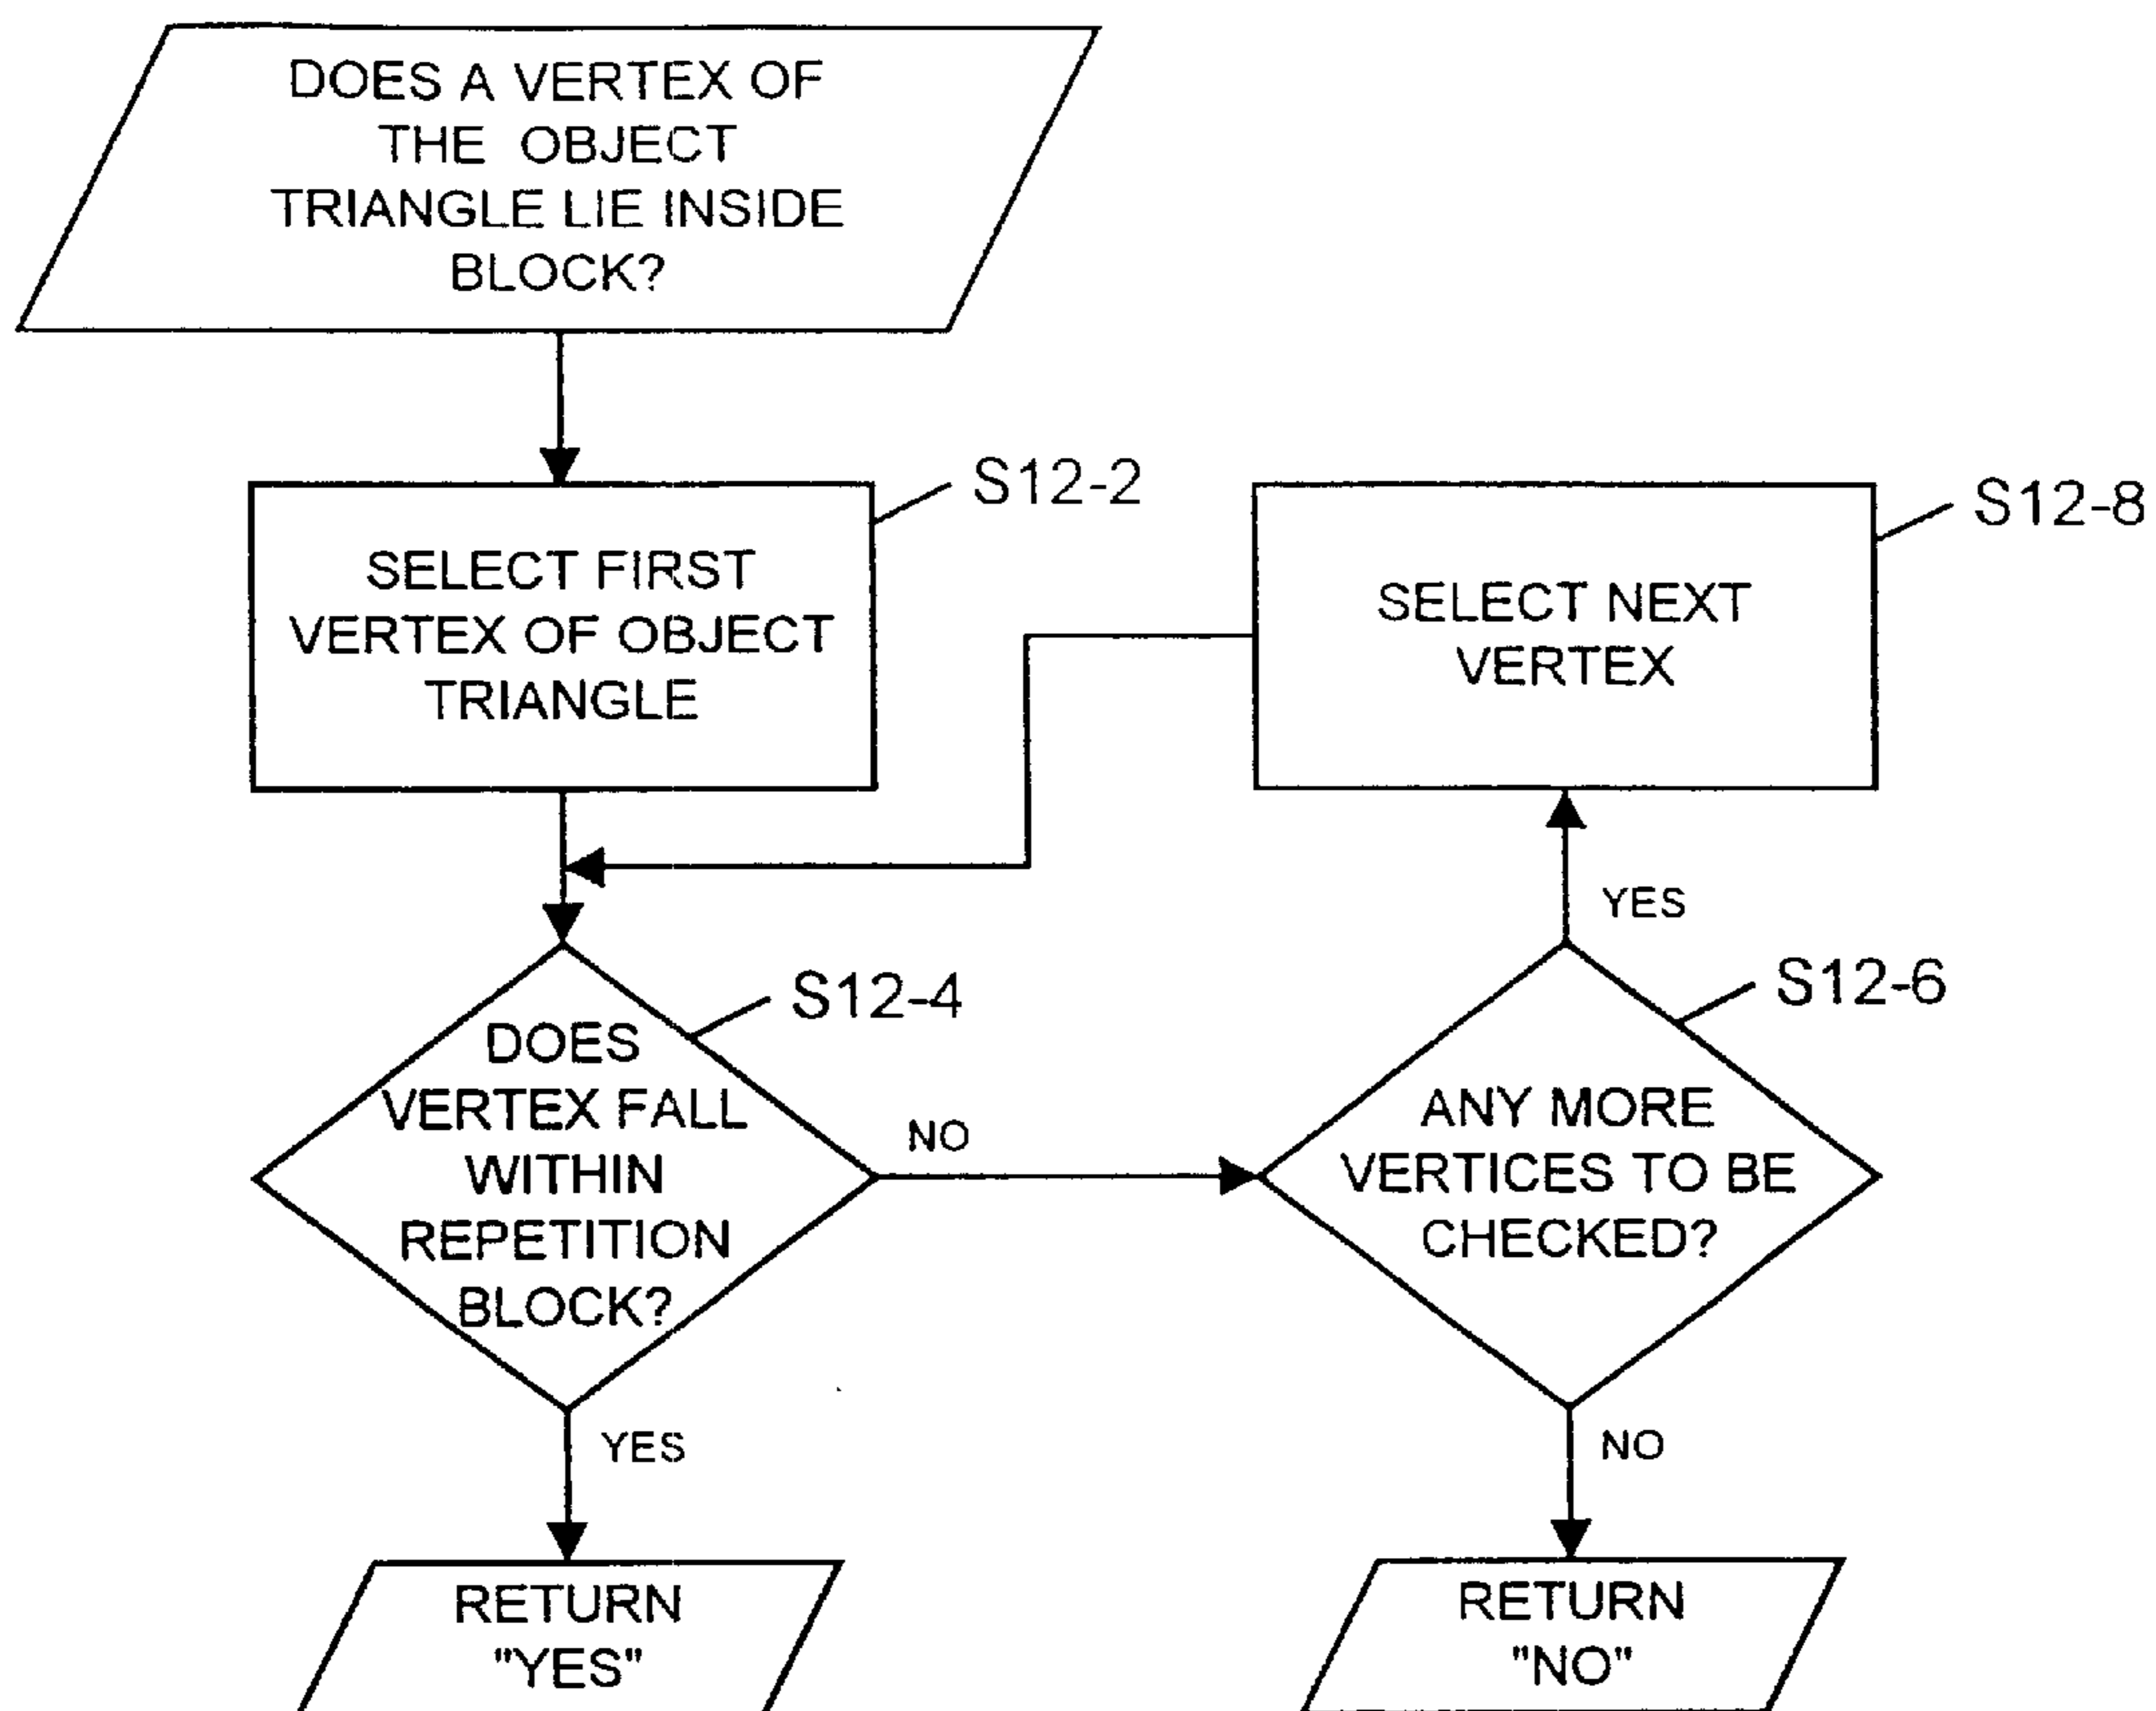 DOES A VERTEX OF
THE OBJECT
TRIANGLE LIE INSIDE
BLOCK?
S12-2
SELECT FIRST
VERTEX OF OBJECT
TRIANGLE
S12-8
SELECT NEXT
VERTEX
S12-4
DOES
VERTEX FALL
WITHIN
REPETITION
BLOCK?
NO
YES
S12-6
ANY MORE
VERTICES TO BE
CHECKED?
YES
NO
RETURN
"YES"
RETURN
"NO"